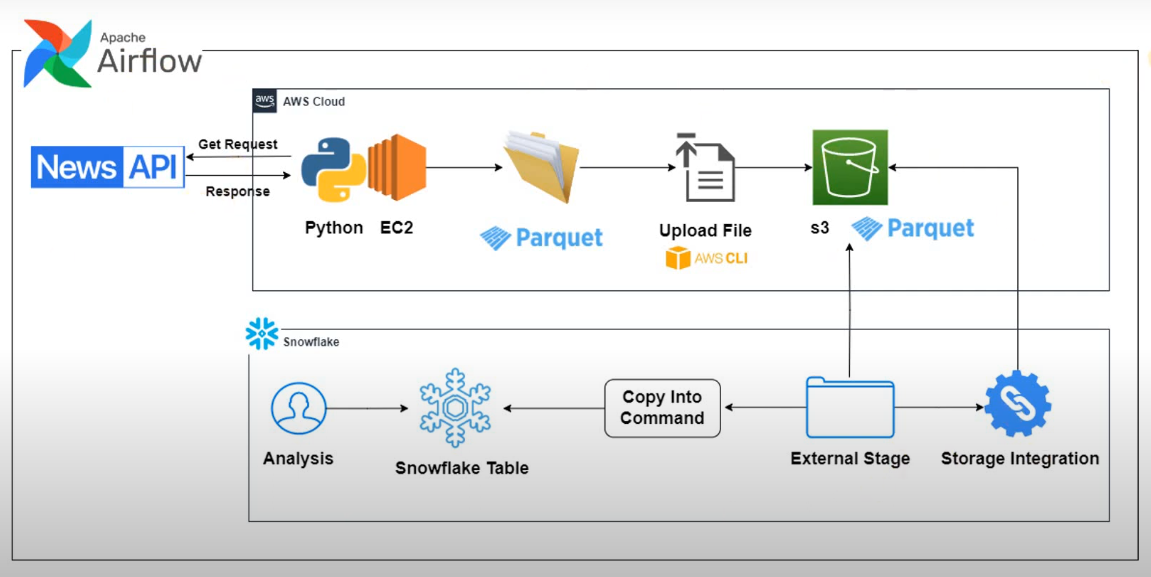 Apache
Airflow
aws
AWS Cloud
News API
Get Request
Response
Python
EC2
Parquet
Upload File
AWS CLI
s3
Parquet
Snowflake
Analysis
Snowflake Table
Copy Into
Command
External Stage
Storage Integration